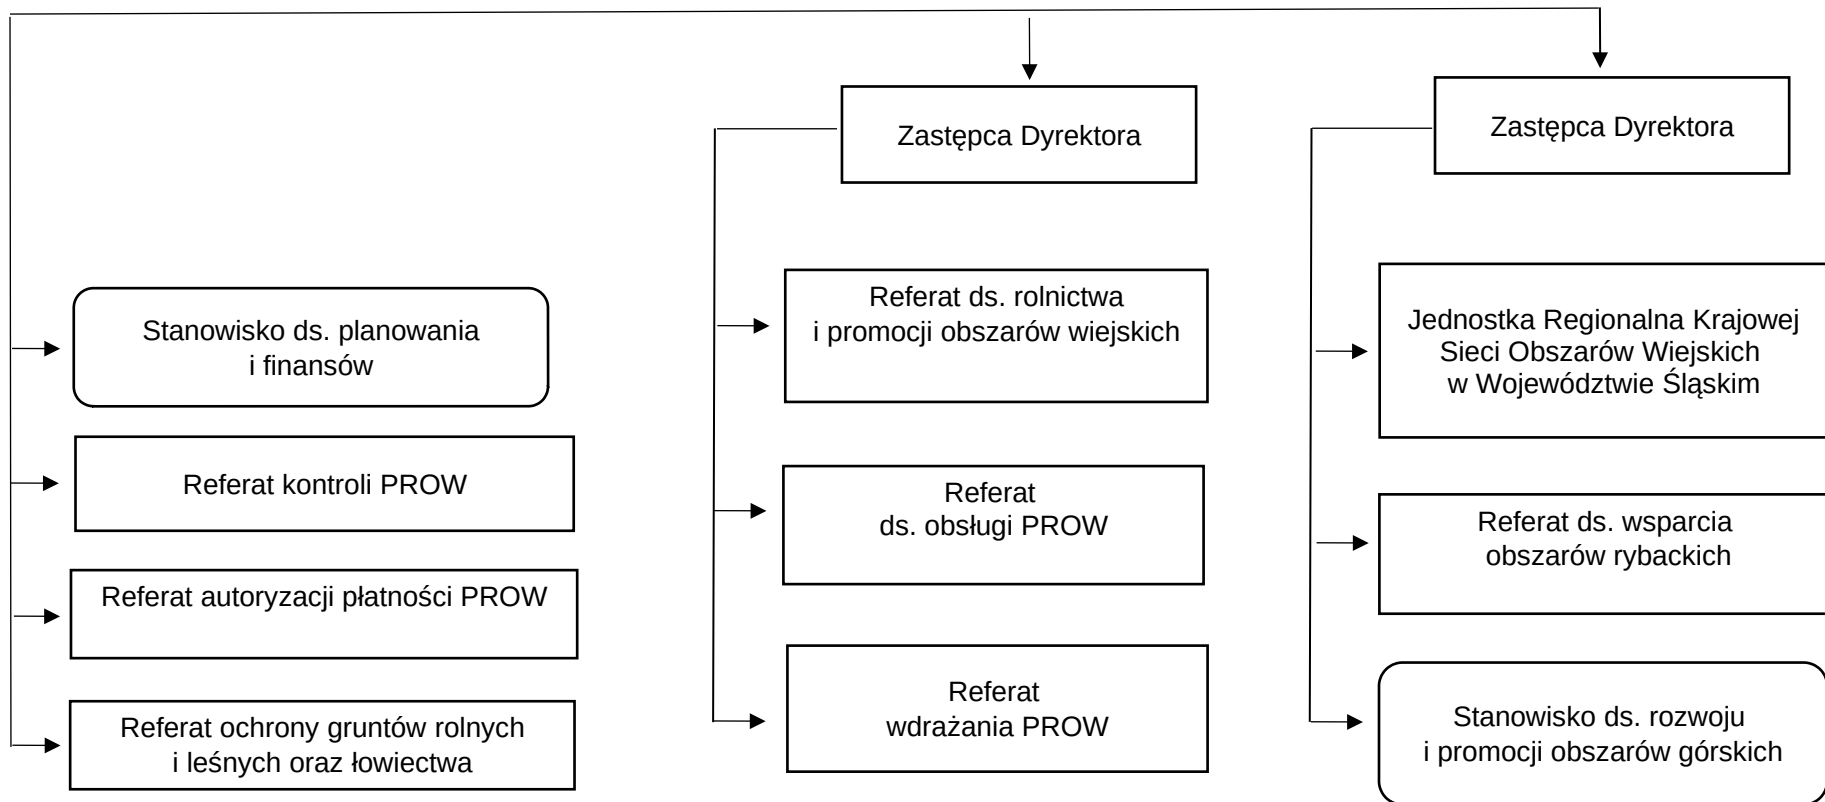 Zastępca Dyrektora
Zastępca Dyrektora
Stanowisko ds. planowania
i finansów
Referat kontroli PROW
Referat autoryzacji płatności PROW
Referat ochrony gruntów rolnych
i leśnych oraz łowiectwa
Referat ds. rolnictwa
i promocji obszarów wiejskich
Referat
ds. obsługi PROW
Referat
wdrażania PROW
Jednostka Regionalna Krajowej
Sieci Obszarów Wiejskich
w Województwie Śląskim
Referat ds. wsparcia
obszarów rybackich
Stanowisko ds. rozwoju
i promocji obszarów górskich